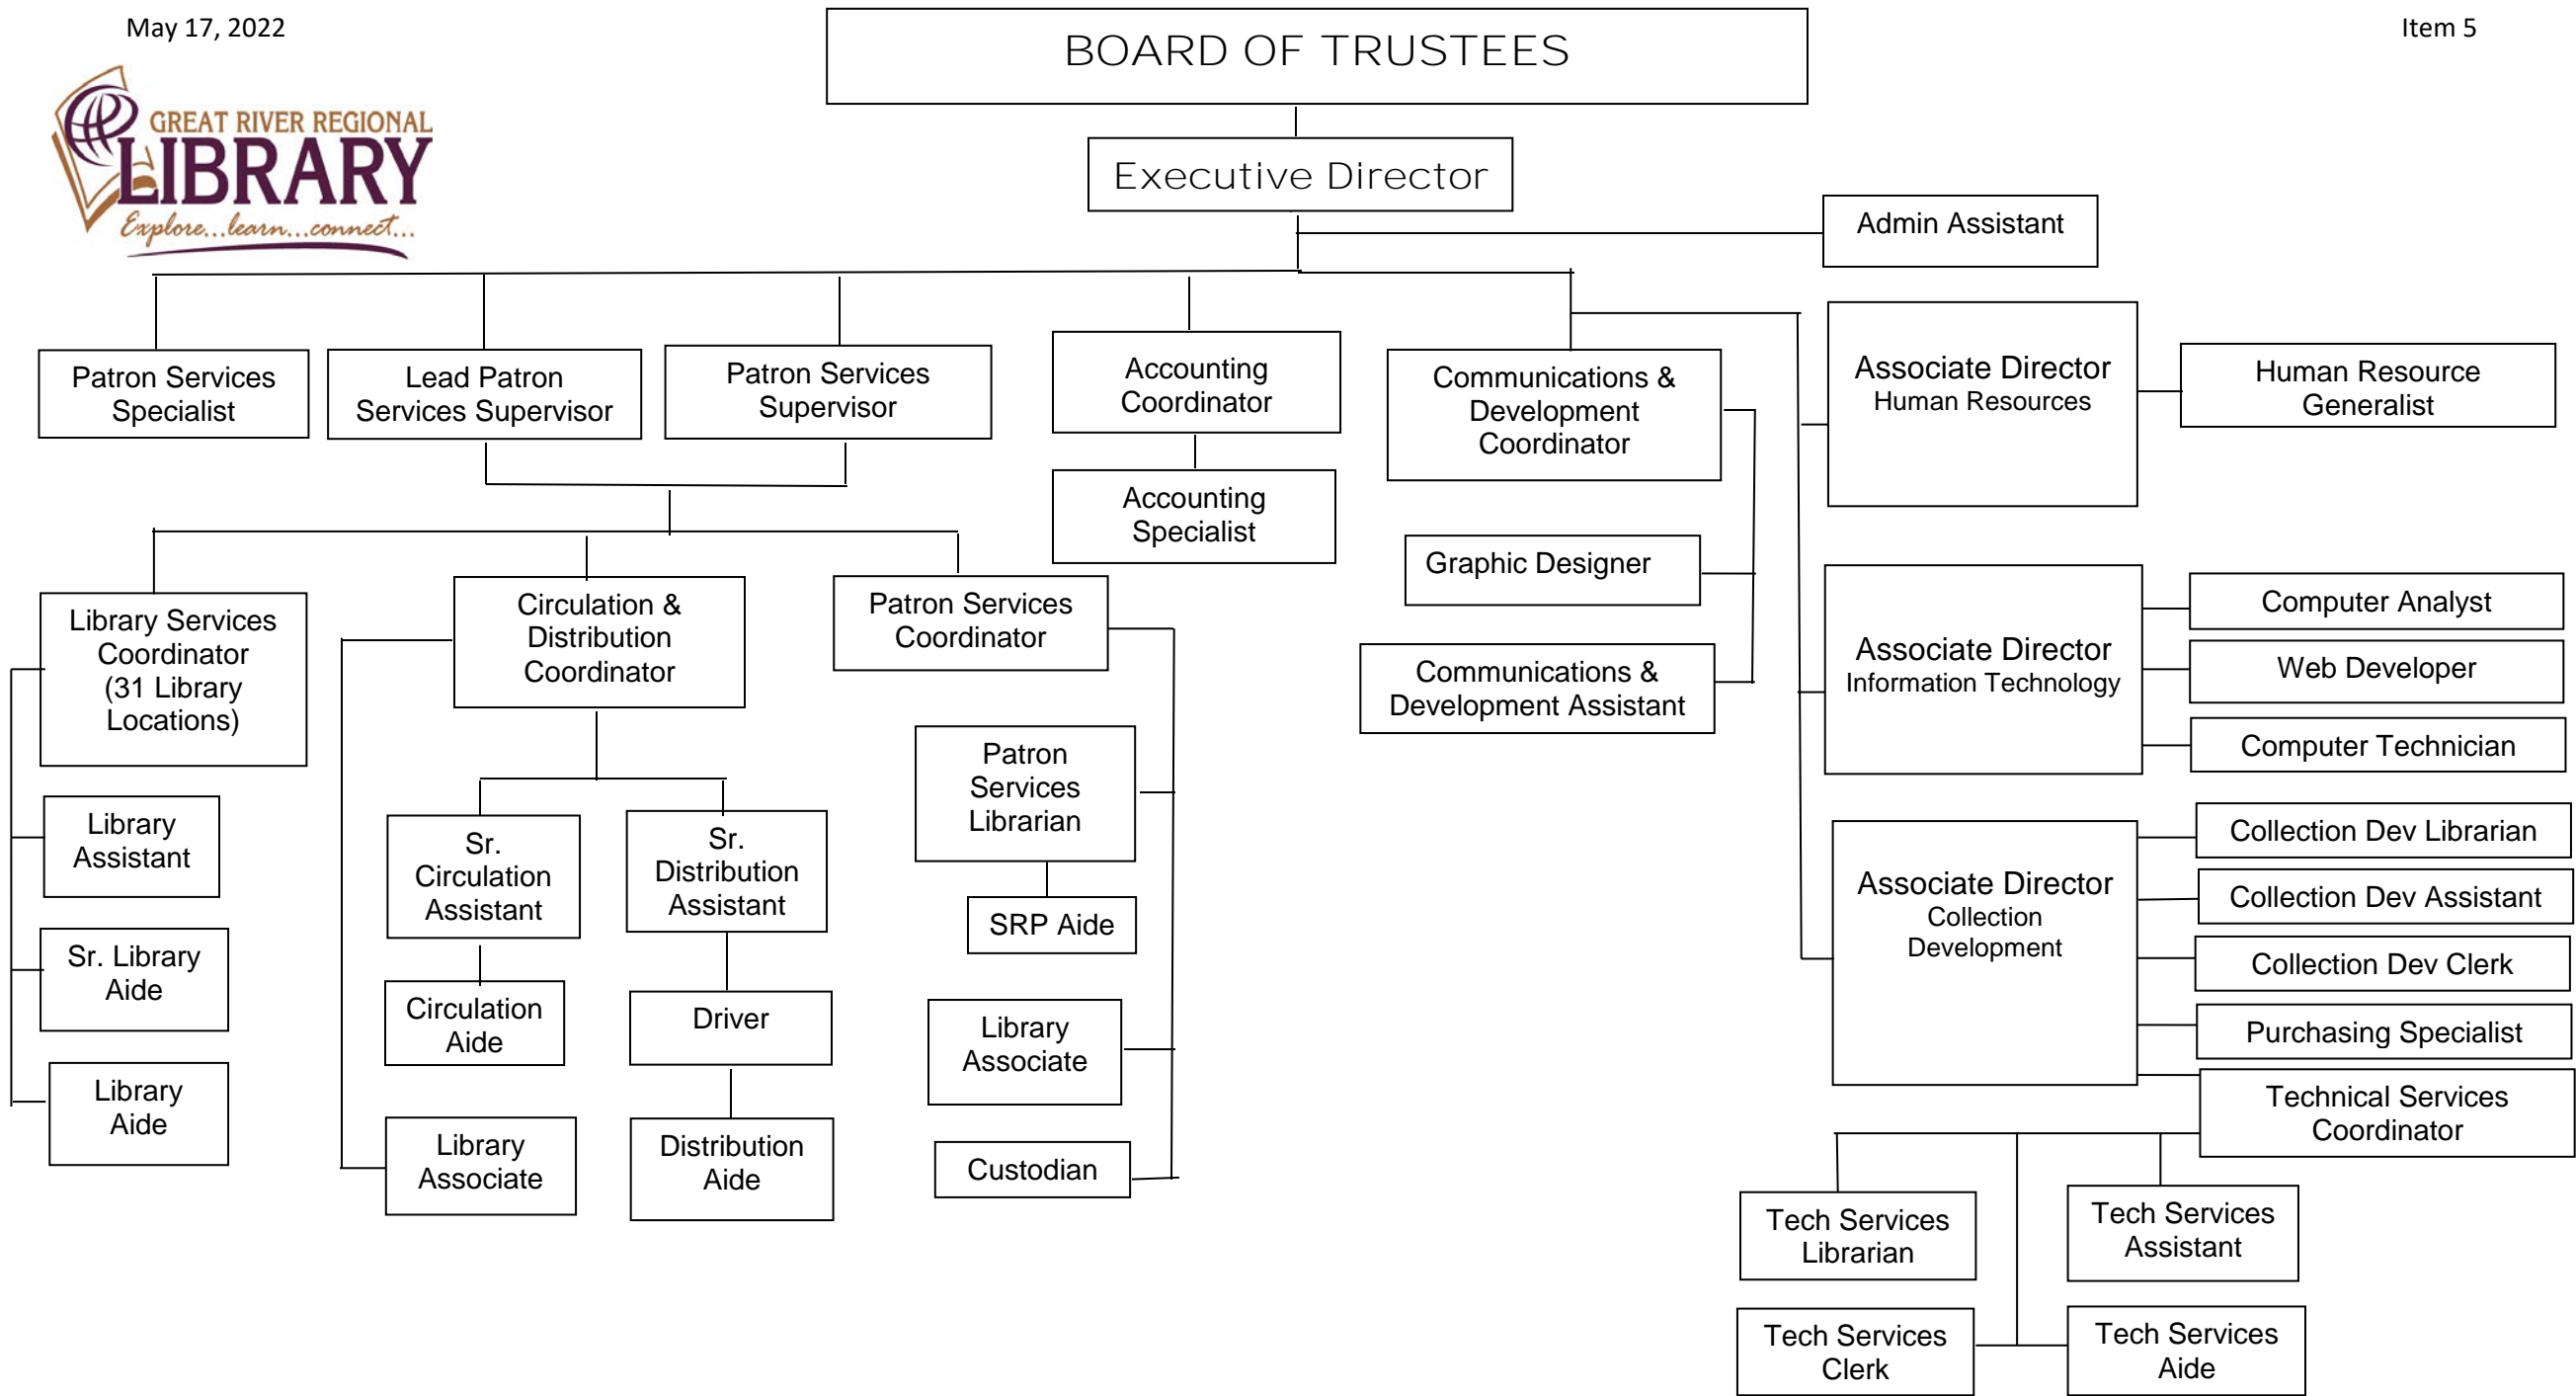 May 17, 2022
BOARD OF TRUSTEES
Item 5
GREAT RIVER REGIONAL
LIBRARY
Explore...learn...connect...
Executive Director
Admin Assistant
Patron Services
Specialist
Lead Patron
Services Supervisor
Patron Services
Supervisor
Accounting
Coordinator
Accounting
Specialist
Communications &
Development
Coordinator
Graphic Designer
Communications &
Development Assistant
Associate Director
Human Resources
Human Resource
Generalist
Associate Director
Information Technology
Computer Analyst
Web Developer
Computer Technician
Associate Director
Collection
Development
Collection Dev Librarian
Collection Dev Assistant
Collection Dev Clerk
Purchasing Specialist
Technical Services
Coordinator
Tech Services
Librarian
Tech Services
Assistant
Tech Services
Clerk
Tech Services
Aide
Library Services
Coordinator
(31 Library
Locations)
Library
Assistant
Sr. Library
Aide
Library
Aide
Circulation &
Distribution
Coordinator
Sr.
Circulation
Assistant
Circulation
Aide
Library
Associate
Sr.
Distribution
Assistant
Driver
Distribution
Aide
Patron Services
Coordinator
Patron
Services
Librarian
SRP Aide
Library
Associate
Custodian